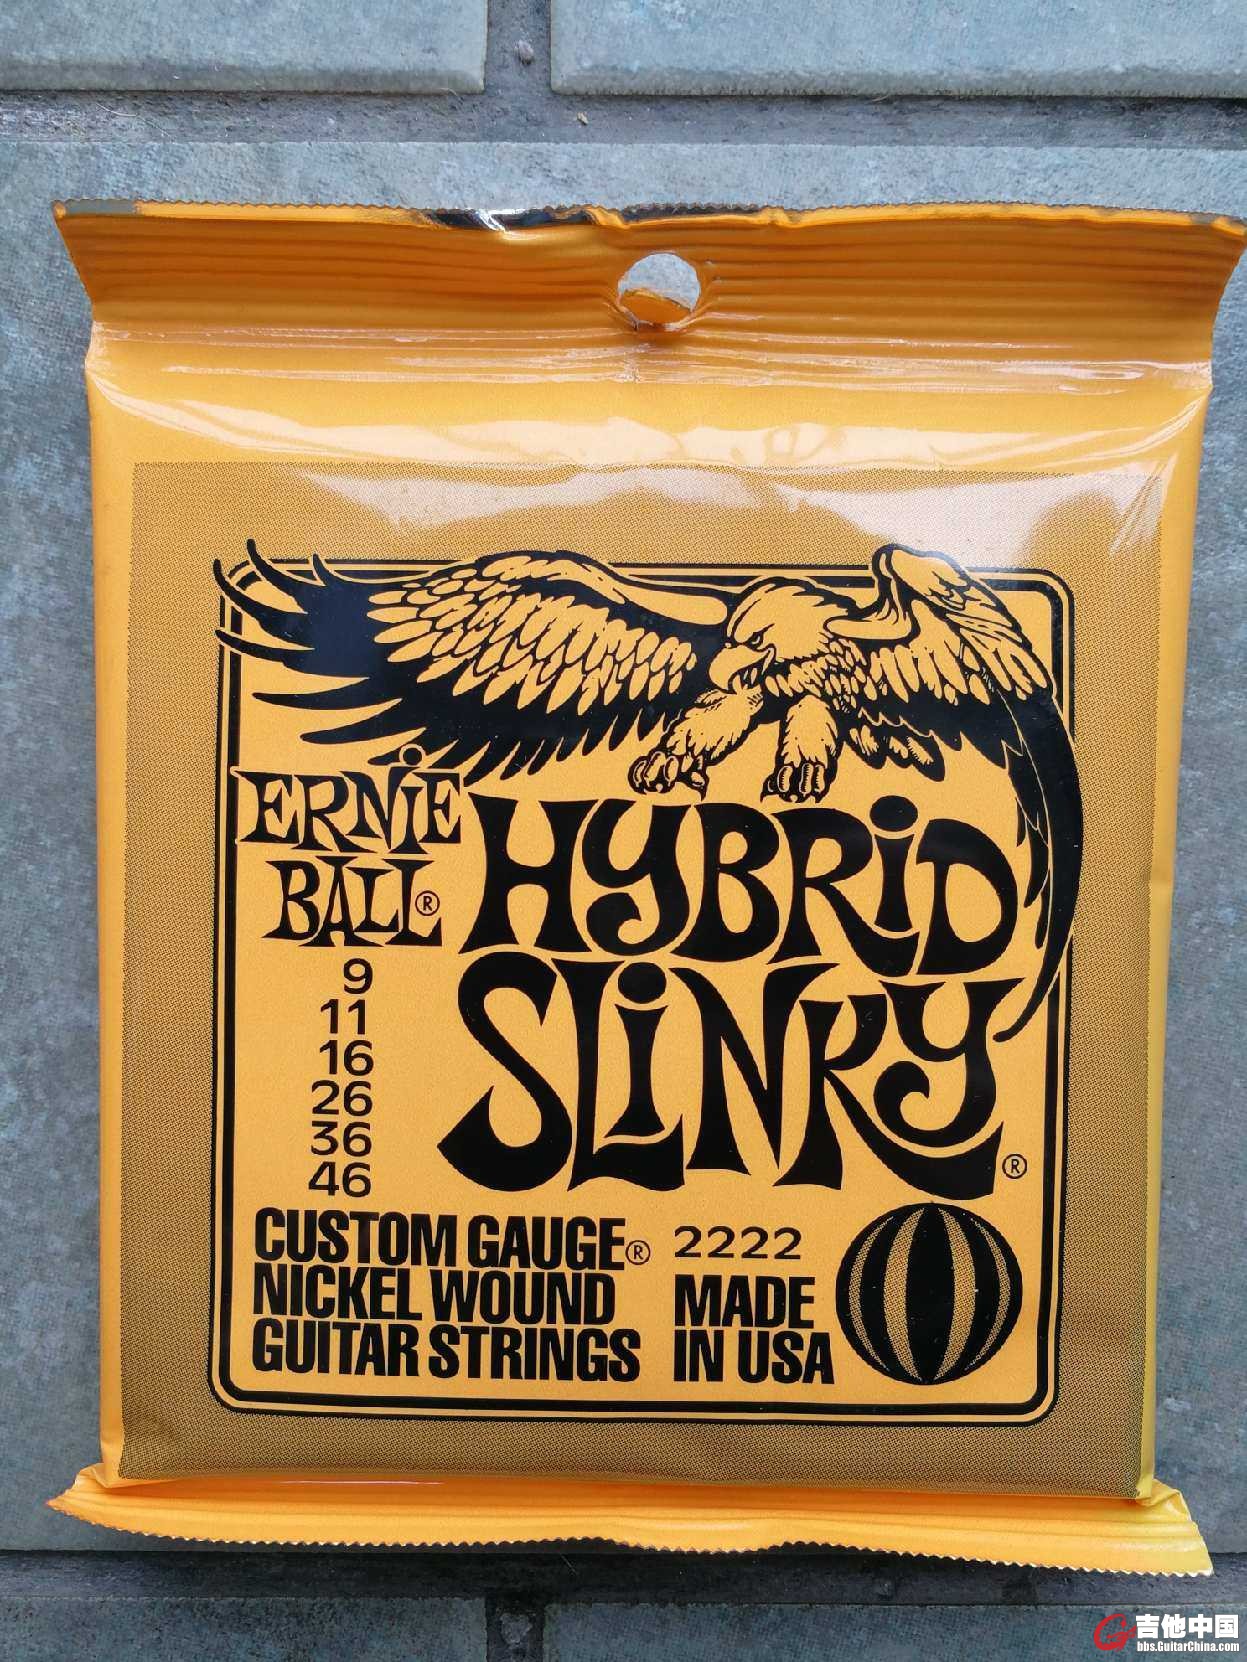 ERNiE
BALL®
HYBRiD
SLiNKY®
9
11
16
26
36
46
CUSTOM GAUGE®
NICKEL WOUND
GUITAR STRINGS
2222
MADE
IN USA
吉他中国
bbs.GuitarChina.com